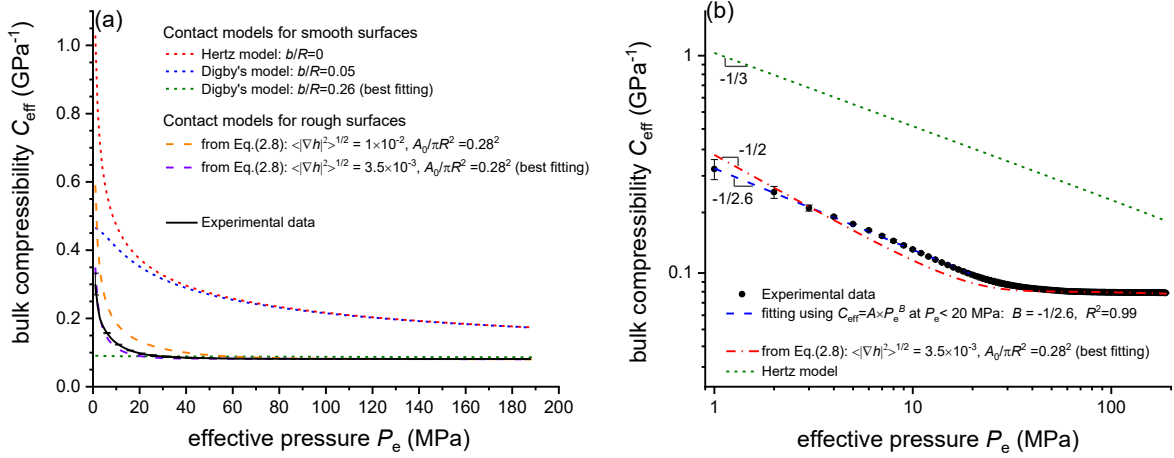 (a)
Contact models for smooth surfaces
Hertz model: b/R=0
Digby's model: b/R=0.05
Digby's model: b/R=0.26 (best fitting)
Contact models for rough surfaces
from Eq.(2.8): <|∇h|²>^1/2 = 1×10⁻², A₀/πR² =0.28²
from Eq.(2.8): <|∇h|²>^1/2 = 3.5×10⁻³, A₀/πR² =0.28² (best fitting)
Experimental data
bulk compressibility C_eff (GPa⁻¹)
1.0
0.8
0.6
0.4
0.2
0.0
0 20 40 60 80 100 120 140 160 180 200
effective pressure P_e (MPa)
(b)
-1/3
-1/2
-1/2.6
Experimental data
fitting using C_eff=A×P_e^B at P_e< 20 MPa: B = -1/2.6, R²=0.99
from Eq.(2.8): <|∇h|²>^1/2 = 3.5×10⁻³, A₀/πR² =0.28² (best fitting)
Hertz model
bulk compressibility C_eff (GPa⁻¹)
1
0.1
1 10 100
effective pressure P_e (MPa)